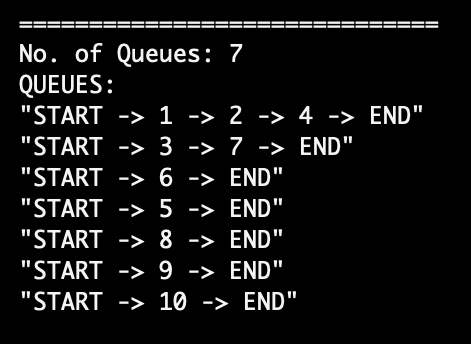 ==============================
No. of Queues: 7
QUEUES:
"START -> 1 -> 2 -> 4 -> END"
"START -> 3 -> 7 -> END"
"START -> 6 -> END"
"START -> 5 -> END"
"START -> 8 -> END"
"START -> 9 -> END"
"START -> 10 -> END"